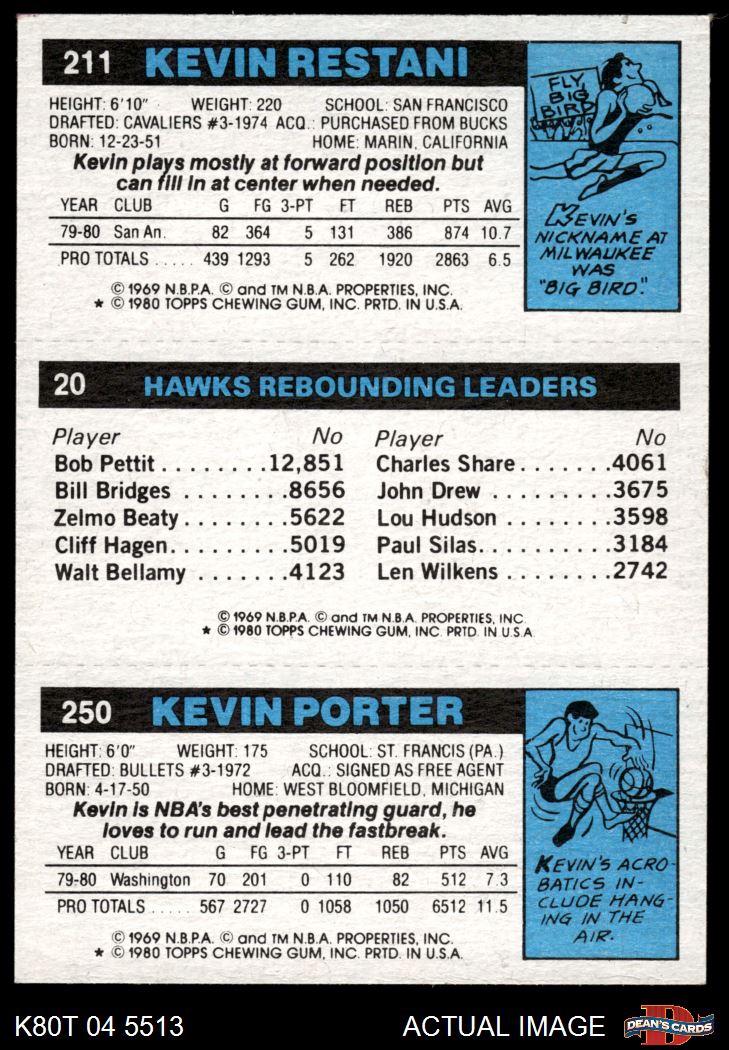 211 KEVIN RESTANI
HEIGHT: 6'10" WEIGHT: 220 SCHOOL: SAN FRANCISCO
DRAFTED: CAVALIERS #3-1974 ACQ.: PURCHASED FROM BUCKS
BORN: 12-23-51 HOME: MARIN, CALIFORNIA
Kevin plays mostly at forward position but
can fill in at center when needed.
YEAR CLUB G FG 3-PT FT REB PTS AVG
79-80 San An. 82 364 5 131 386 874 10.7
PRO TOTALS ..... 439 1293 5 262 1920 2863 6.5
© 1969 N.B.P.A. © and TM N.B.A. PROPERTIES, INC.
* © 1980 TOPPS CHEWING GUM, INC. PRTD. IN U.S.A.
FLY
BIG
BIRD
KEVIN'S
NICKNAME AT
MILWAUKEE
WAS
"BIG BIRD."
20 HAWKS REBOUNDING LEADERS
Player No Player No
Bob Pettit ........12,851 Charles Share.......4061
Bill Bridges ........8656 John Drew .........3675
Zelmo Beaty........5622 Lou Hudson ........3598
Cliff Hagen.........5019 Paul Silas..........3184
Walt Bellamy .......4123 Len Wilkens ........2742
© 1969 N.B.P.A. © and TM N.B.A. PROPERTIES, INC.
* © 1980 TOPPS CHEWING GUM, INC. PRTD. IN U.S.A.
250 KEVIN PORTER
HEIGHT: 6'0" WEIGHT: 175 SCHOOL: ST. FRANCIS (PA.)
DRAFTED: BULLETS #3-1972 ACQ.: SIGNED AS FREE AGENT
BORN: 4-17-50 HOME: WEST BLOOMFIELD, MICHIGAN
Kevin is NBA's best penetrating guard, he
loves to run and lead the fastbreak.
YEAR CLUB G FG 3-PT FT REB PTS AVG
79-80 Washington 70 201 0 110 82 512 7.3
PRO TOTALS ..... 567 2727 0 1058 1050 6512 11.5
© 1969 N.B.P.A. © and TM N.B.A. PROPERTIES, INC.
* © 1980 TOPPS CHEWING GUM, INC. PRTD. IN U.S.A.
KEVIN'S ACRO-
BATICS IN-
CLUDE HANG-
ING IN THE
AIR.
K80T 04 5513 ACTUAL IMAGE DEAN'S CARDS